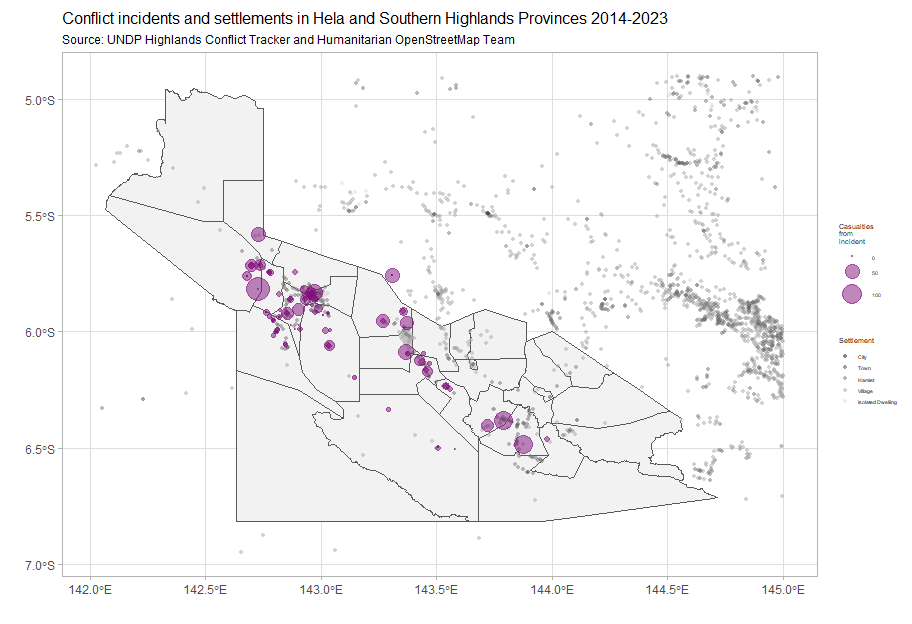 Conflict incidents and settlements in Hela and Southern Highlands Provinces 2014-2023
Source: UNDP Highlands Conflict Tracker and Humanitarian OpenStreetMap Team
5.0°S
5.5°S
6.0°S
6.5°S
7.0°S
142.0°E
142.5°E
143.0°E
143.5°E
144.0°E
144.5°E
145.0°E
Casualties
from
Incident
0
50
100
Settlement
City
Town
Hamlet
Village
Isolated Dwelling